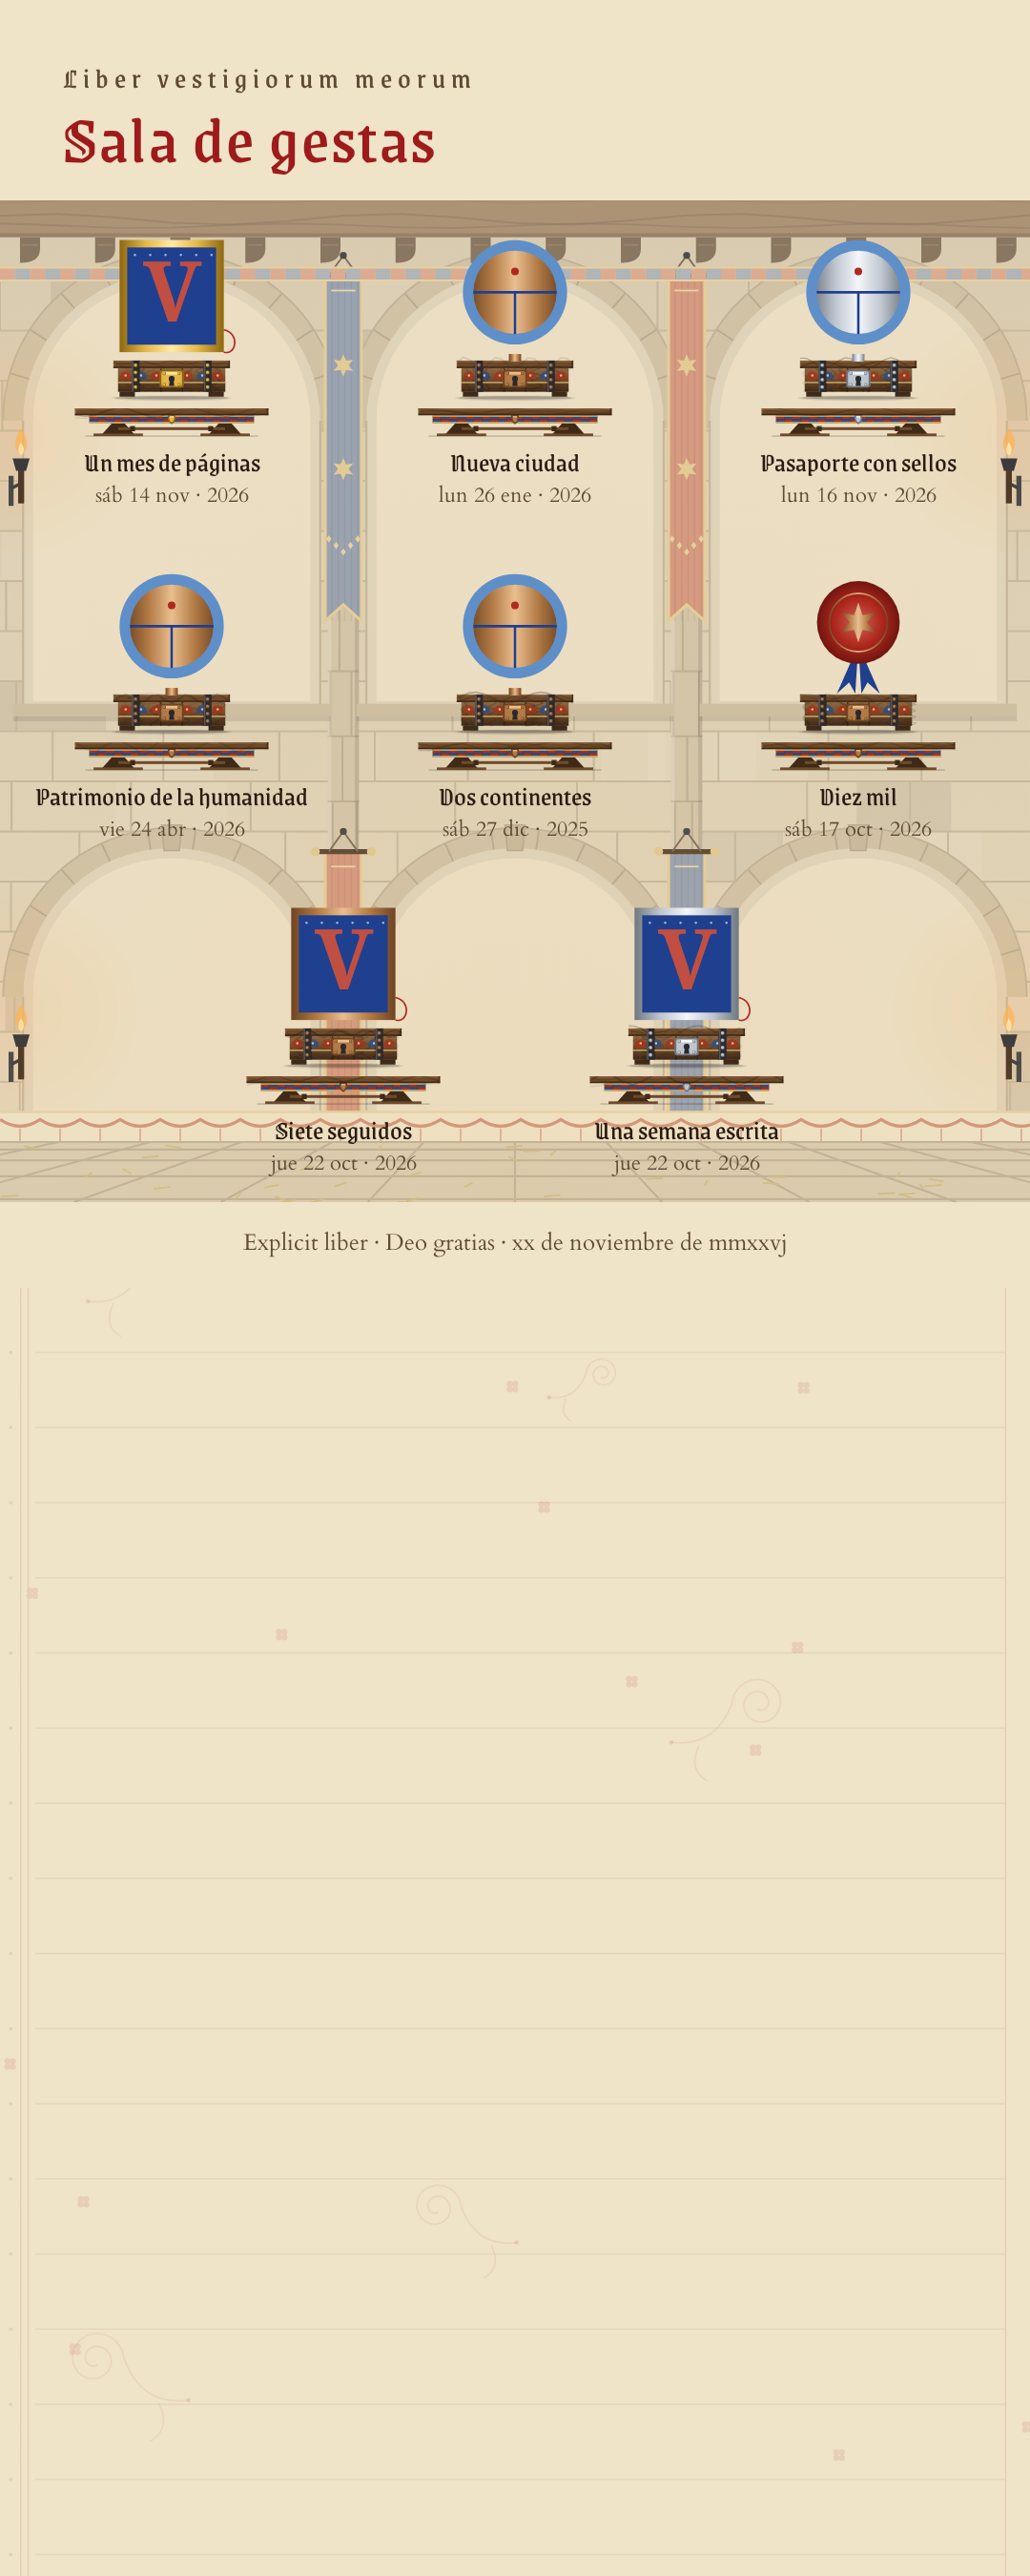 Liber vestigiorum meorum
Sala de gestas
V
Un mes de páginas
sáb 14 nov · 2026
Nueva ciudad
lun 26 ene · 2026
Pasaporte con sellos
lun 16 nov · 2026
Patrimonio de la humanidad
vie 24 abr · 2026
Dos continentes
sáb 27 dic · 2025
Diez mil
sáb 17 oct · 2026
V
Siete seguidos
jue 22 oct · 2026
V
Una semana escrita
jue 22 oct · 2026
Explicit liber · Deo gratias · xx de noviembre de mmxxvj